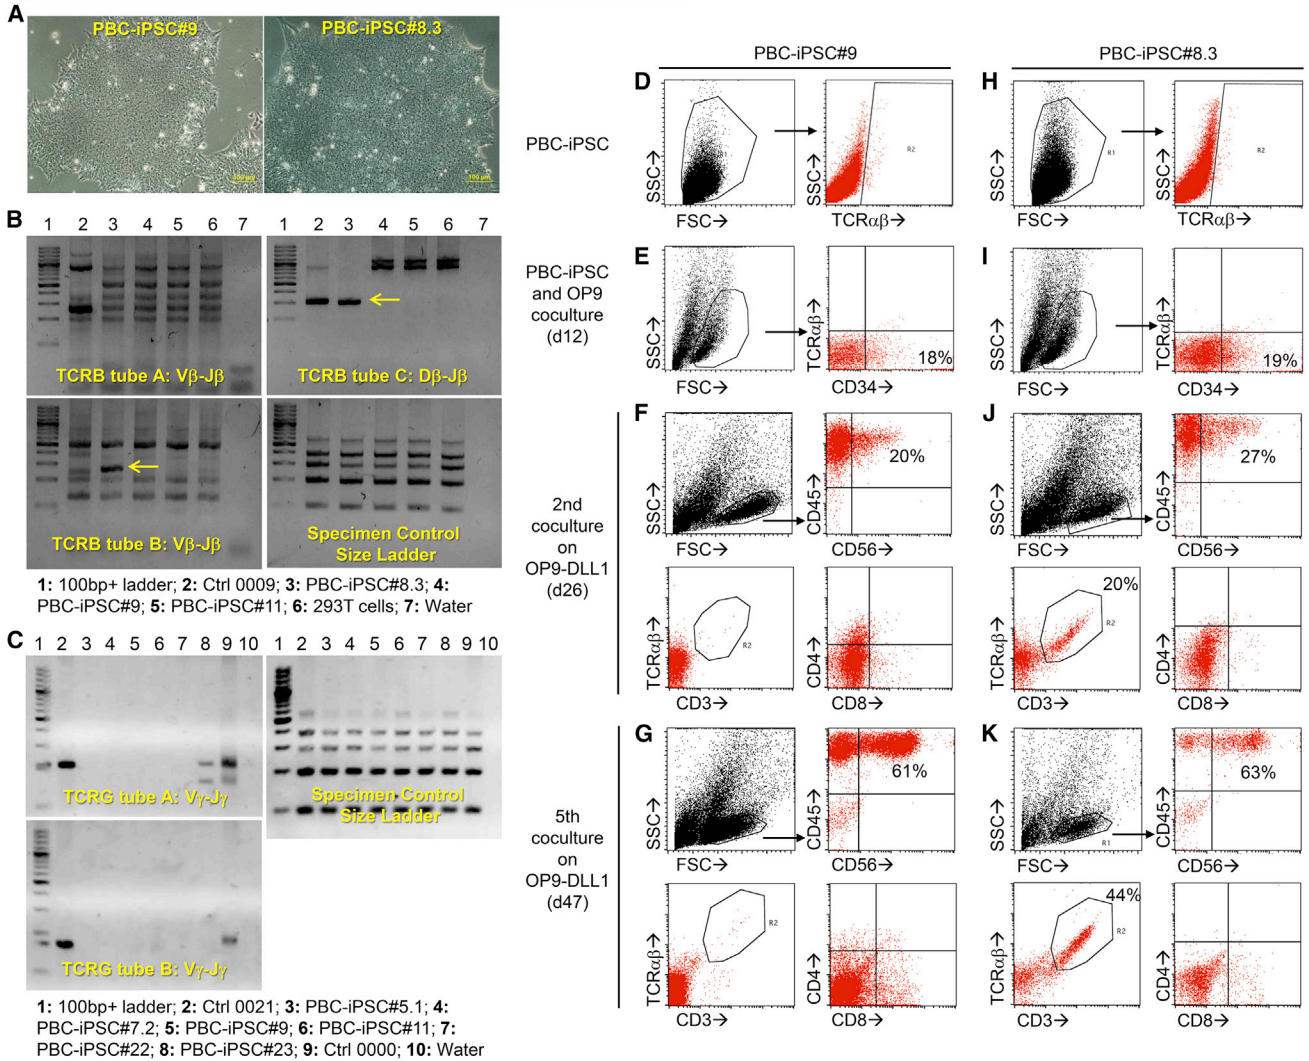 A
PBC-iPSC#9
PBC-iPSC#8.3
100 µm
100 µm
B
1 2 3 4 5 6 7
1 2 3 4 5 6 7
TCRB tube A: Vβ-Jβ
TCRB tube C: Dβ-Jβ
TCRB tube B: Vβ-Jβ
Specimen Control
Size Ladder
1: 100bp+ ladder; 2: Ctrl 0009; 3: PBC-iPSC#8.3; 4:
PBC-iPSC#9; 5: PBC-iPSC#11; 6: 293T cells; 7: Water
C
1 2 3 4 5 6 7 8 9 10
1 2 3 4 5 6 7 8 9 10
TCRG tube A: Vγ-Jγ
Specimen Control
Size Ladder
TCRG tube B: Vγ-Jγ
1: 100bp+ ladder; 2: Ctrl 0021; 3: PBC-iPSC#5.1; 4:
PBC-iPSC#7.2; 5: PBC-iPSC#9; 6: PBC-iPSC#11; 7:
PBC-iPSC#22; 8: PBC-iPSC#23; 9: Ctrl 0000; 10: Water
PBC-iPSC#9
PBC-iPSC#8.3
PBC-iPSC
D
SSC→
FSC→
SSC→
R2
TCRαβ→
H
SSC→
R1
FSC→
SSC→
R2
TCRαβ→
PBC-iPSC
and OP9
coculture
(d12)
E
SSC→
FSC→
TCRαβ→
18%
CD34→
I
SSC→
FSC→
TCRαβ→
19%
CD34→
2nd
coculture
on
OP9-DLL1
(d26)
F
SSC→
FSC→
CD45→
20%
CD56→
TCRαβ→
R2
CD3→
CD4→
CD8→
J
SSC→
FSC→
CD45→
27%
CD56→
20%
TCRαβ→
R2
CD3→
CD4→
CD8→
5th
coculture
on
OP9-DLL1
(d47)
G
SSC→
FSC→
CD45→
61%
CD56→
TCRαβ→
R2
CD3→
CD4→
CD8→
K
SSC→
R1
FSC→
CD45→
63%
CD56→
44%
TCRαβ→
R2
CD3→
CD4→
CD8→